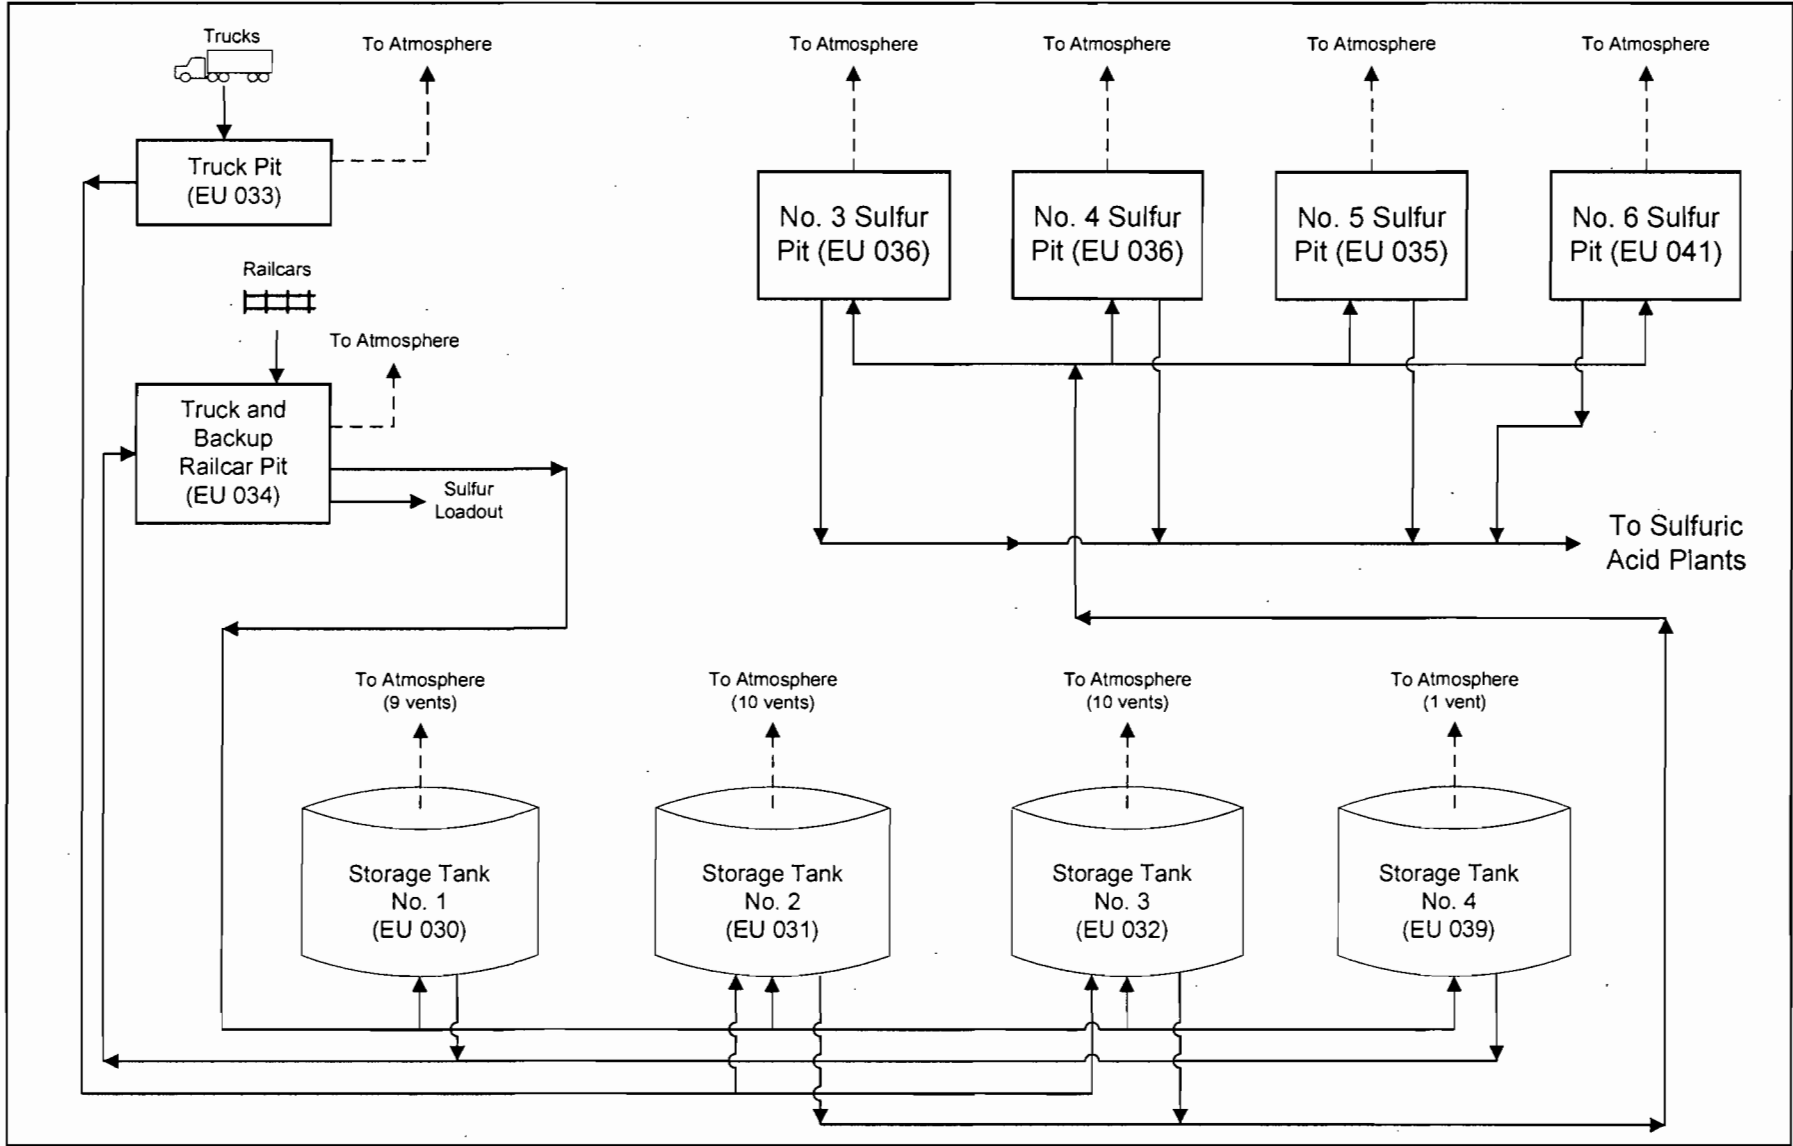 Trucks
To Atmosphere
To Atmosphere
To Atmosphere
To Atmosphere
To Atmosphere
Truck Pit
(EU 033)
No. 3 Sulfur
Pit (EU 036)
No. 4 Sulfur
Pit (EU 036)
No. 5 Sulfur
Pit (EU 035)
No. 6 Sulfur
Pit (EU 041)
Railcars
To Atmosphere
Truck and
Backup
Railcar Pit
(EU 034)
Sulfur
Loadout
To Sulfuric
Acid Plants
To Atmosphere
(9 vents)
To Atmosphere
(10 vents)
To Atmosphere
(10 vents)
To Atmosphere
(1 vent)
Storage Tank
No. 1
(EU 030)
Storage Tank
No. 2
(EU 031)
Storage Tank
No. 3
(EU 032)
Storage Tank
No. 4
(EU 039)